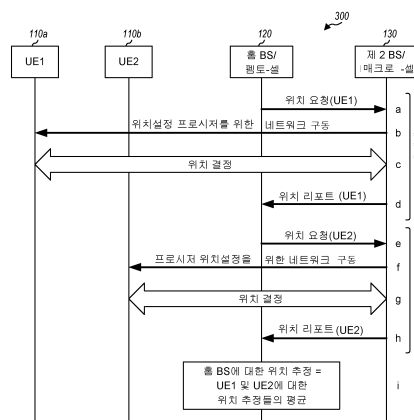 300
110a
110b
120
130
UE1
UE2
홈 BS/
펨토-셀
제 2 BS/
매크로 -셀
위치 요청(UE1)
a
위치설정 프로시저를 위한 네트워크 구동
b
위치 결정
c
위치 리포트 (UE1)
d
위치 요청(UE2)
e
프로시저 위치설정을 위한 네트워크 구동
f
위치 결정
g
위치 리포트(UE2)
h
홈 BS에 대한 위치 추정 =
UE1 및 UE2에 대한
위치 추정들의 평균
i